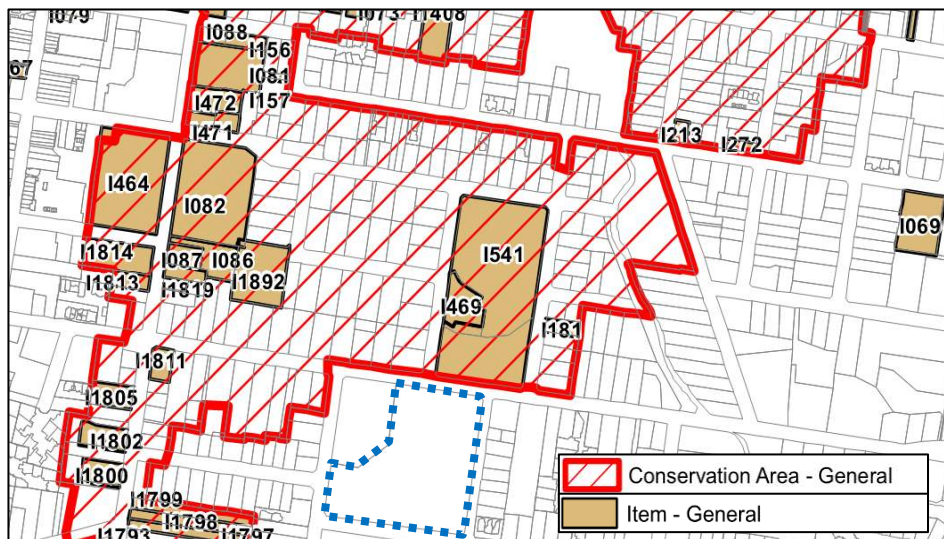 I079
I088
I073
I1408
67
I156
I081
I157
I472
I471
I213
I272
I464
I082
I541
I069
I1814
I087
I086
I1813
I1819
I1892
I469
I181
I1811
I1805
I1802
I1800
I1799
I1798
I1793
I1797
Conservation Area - General
Item - General